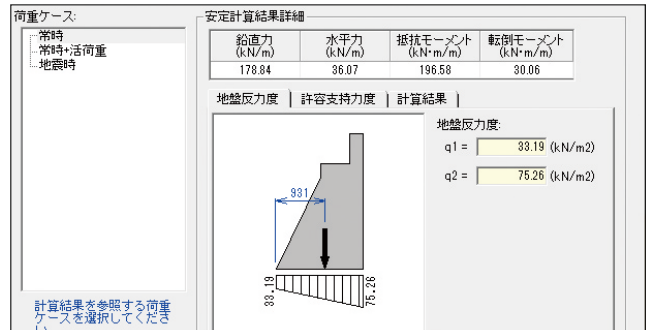 荷重ケース:
常時
常時+活荷重
地震時
計算結果を参照する荷重
ケースを選択してくださ
い
安定計算結果詳細
鉛直力 水平力 抵抗モーメント 転倒モーメント
(kN/m) (kN/m) (kN・m/m) (kN・m/m)
178.84 36.07 196.58 30.06
地盤反力度 許容支持力度 計算結果
地盤反力度:
q1 = 33.19 (kN/m2)
q2 = 75.26 (kN/m2)
931
33.19
75.26